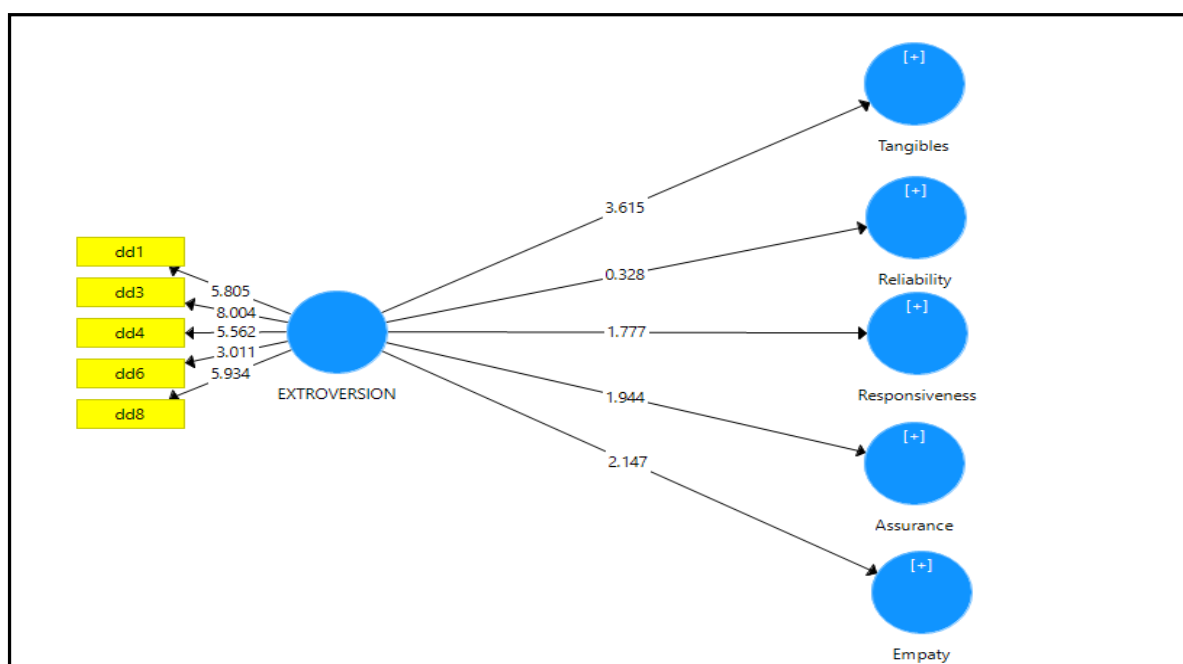 [+]
Tangibles
3.615
[+]
Reliability
0.328
dd1
5.805
dd3
8.004
dd4
5.562
dd6
3.011
dd8
5.934
EXTROVERSION
[+]
1.777
Responsiveness
1.944
[+]
Assurance
2.147
[+]
Empaty